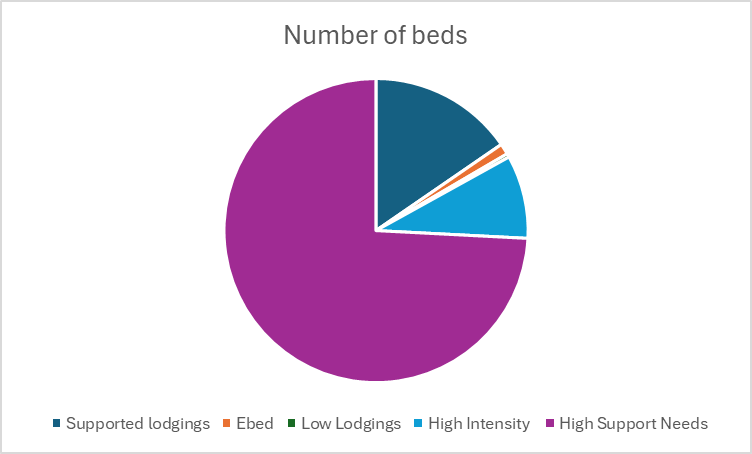 Number of beds
Supported lodgings Ebed Low Lodgings High Intensity High Support Needs